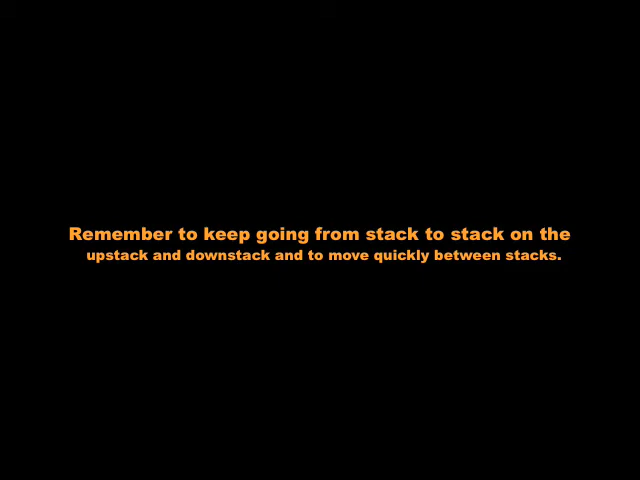 Remember to keep going from stack to stack on the
upstack and downstack and to move quickly between stacks.